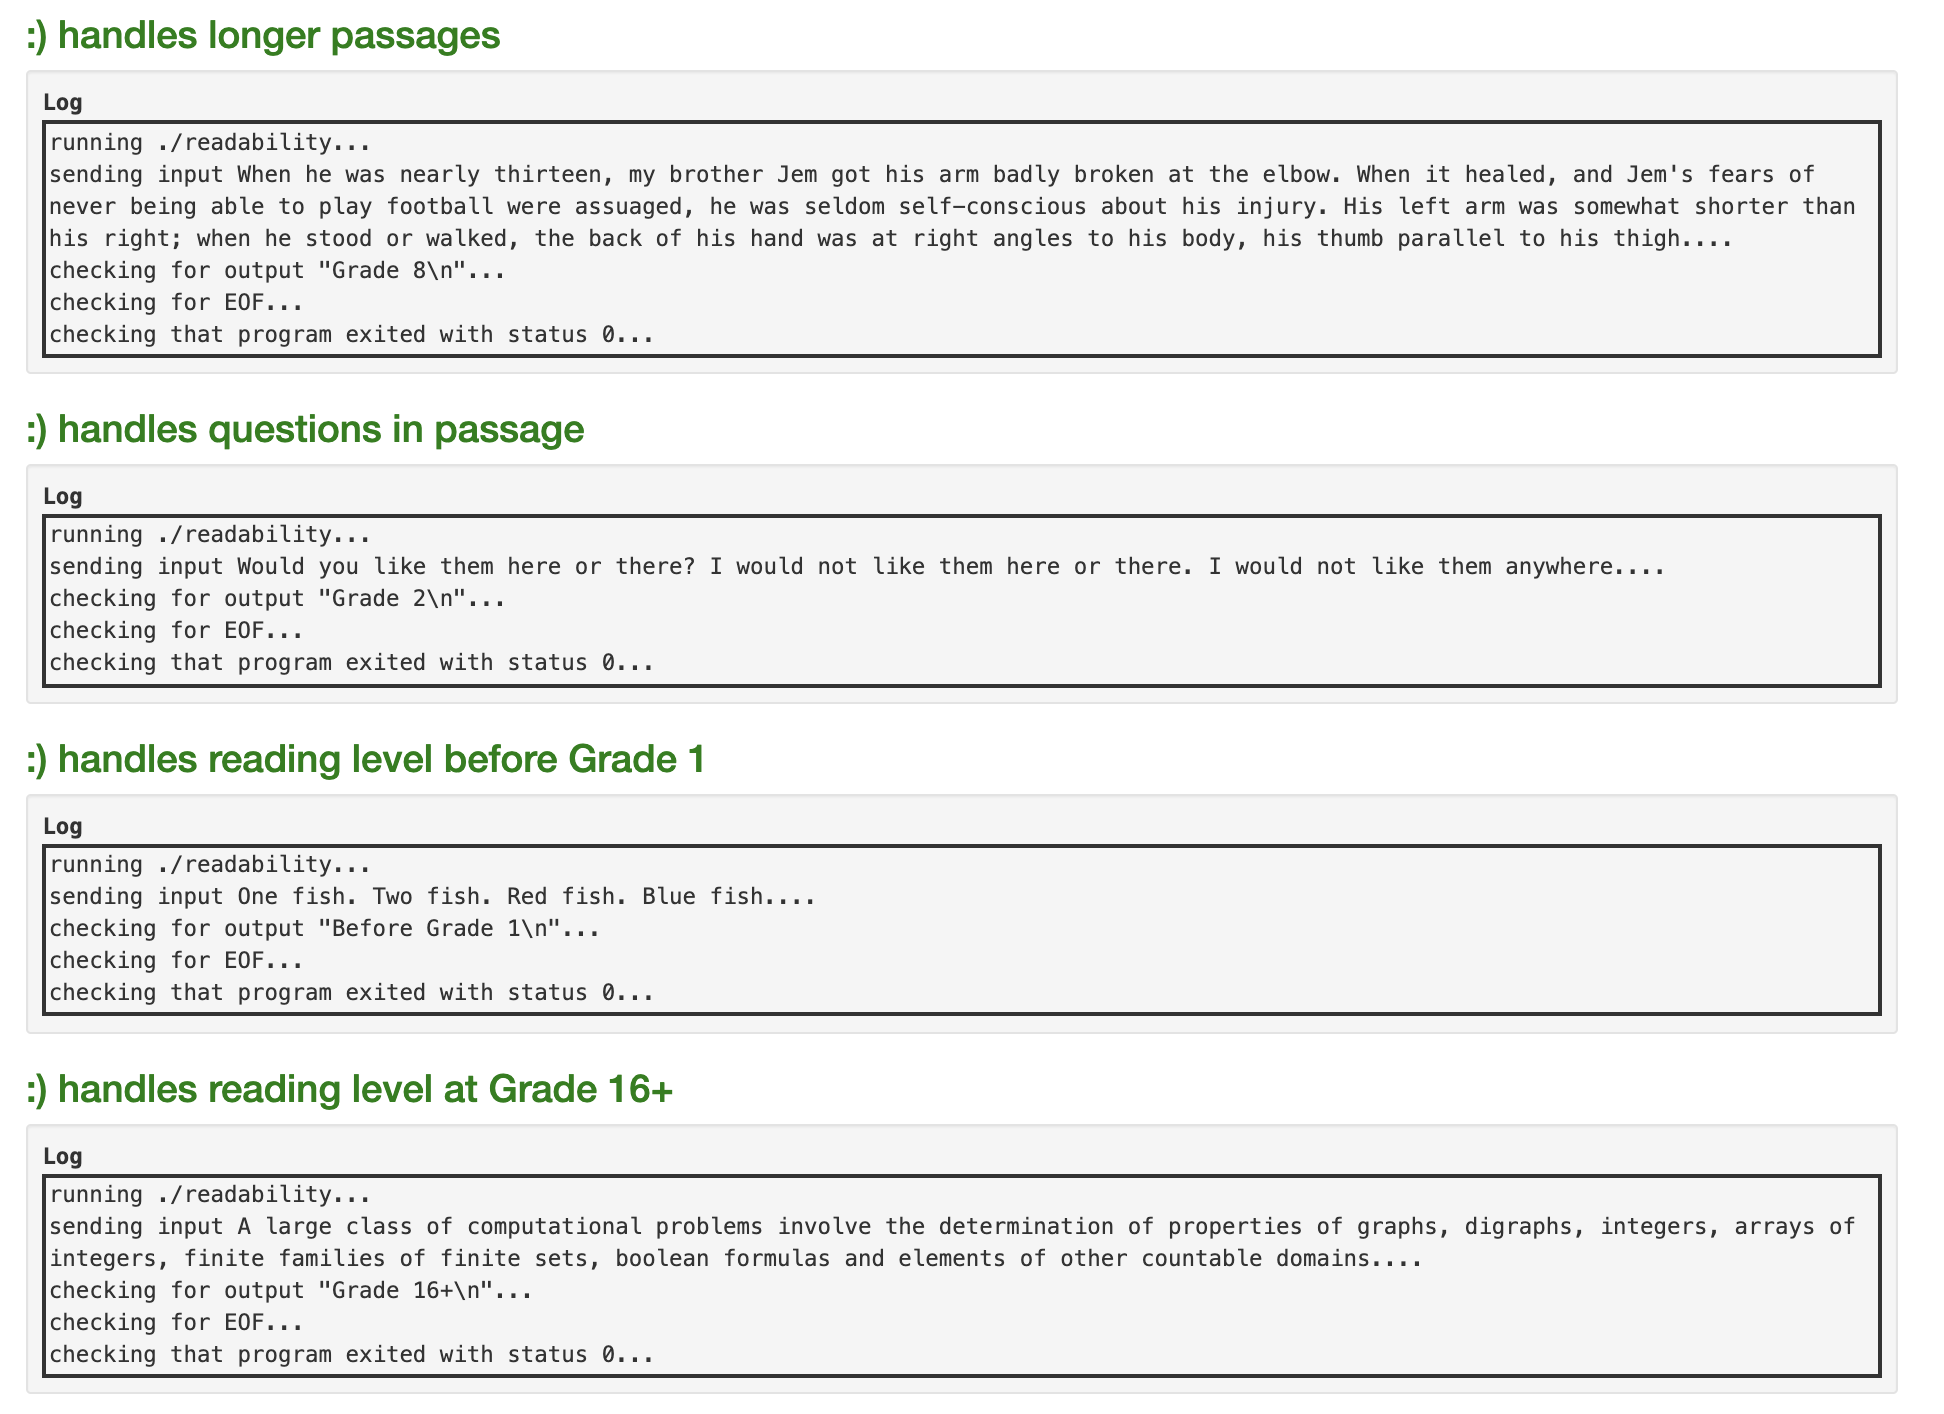 :) handles longer passages
Log
running ./readability...
sending input When he was nearly thirteen, my brother Jem got his arm badly broken at the elbow. When it healed, and Jem's fears of
never being able to play football were assuaged, he was seldom self-conscious about his injury. His left arm was somewhat shorter than
his right; when he stood or walked, the back of his hand was at right angles to his body, his thumb parallel to his thigh....
checking for output "Grade 8\n"...
checking for EOF...
checking that program exited with status 0...
:) handles questions in passage
Log
running ./readability...
sending input Would you like them here or there? I would not like them here or there. I would not like them anywhere....
checking for output "Grade 2\n"...
checking for EOF...
checking that program exited with status 0...
:) handles reading level before Grade 1
Log
running ./readability...
sending input One fish. Two fish. Red fish. Blue fish....
checking for output "Before Grade 1\n"...
checking for EOF...
checking that program exited with status 0...
:) handles reading level at Grade 16+
Log
running ./readability...
sending input A large class of computational problems involve the determination of properties of graphs, digraphs, integers, arrays of
integers, finite families of finite sets, boolean formulas and elements of other countable domains....
checking for output "Grade 16+\n"...
checking for EOF...
checking that program exited with status 0...